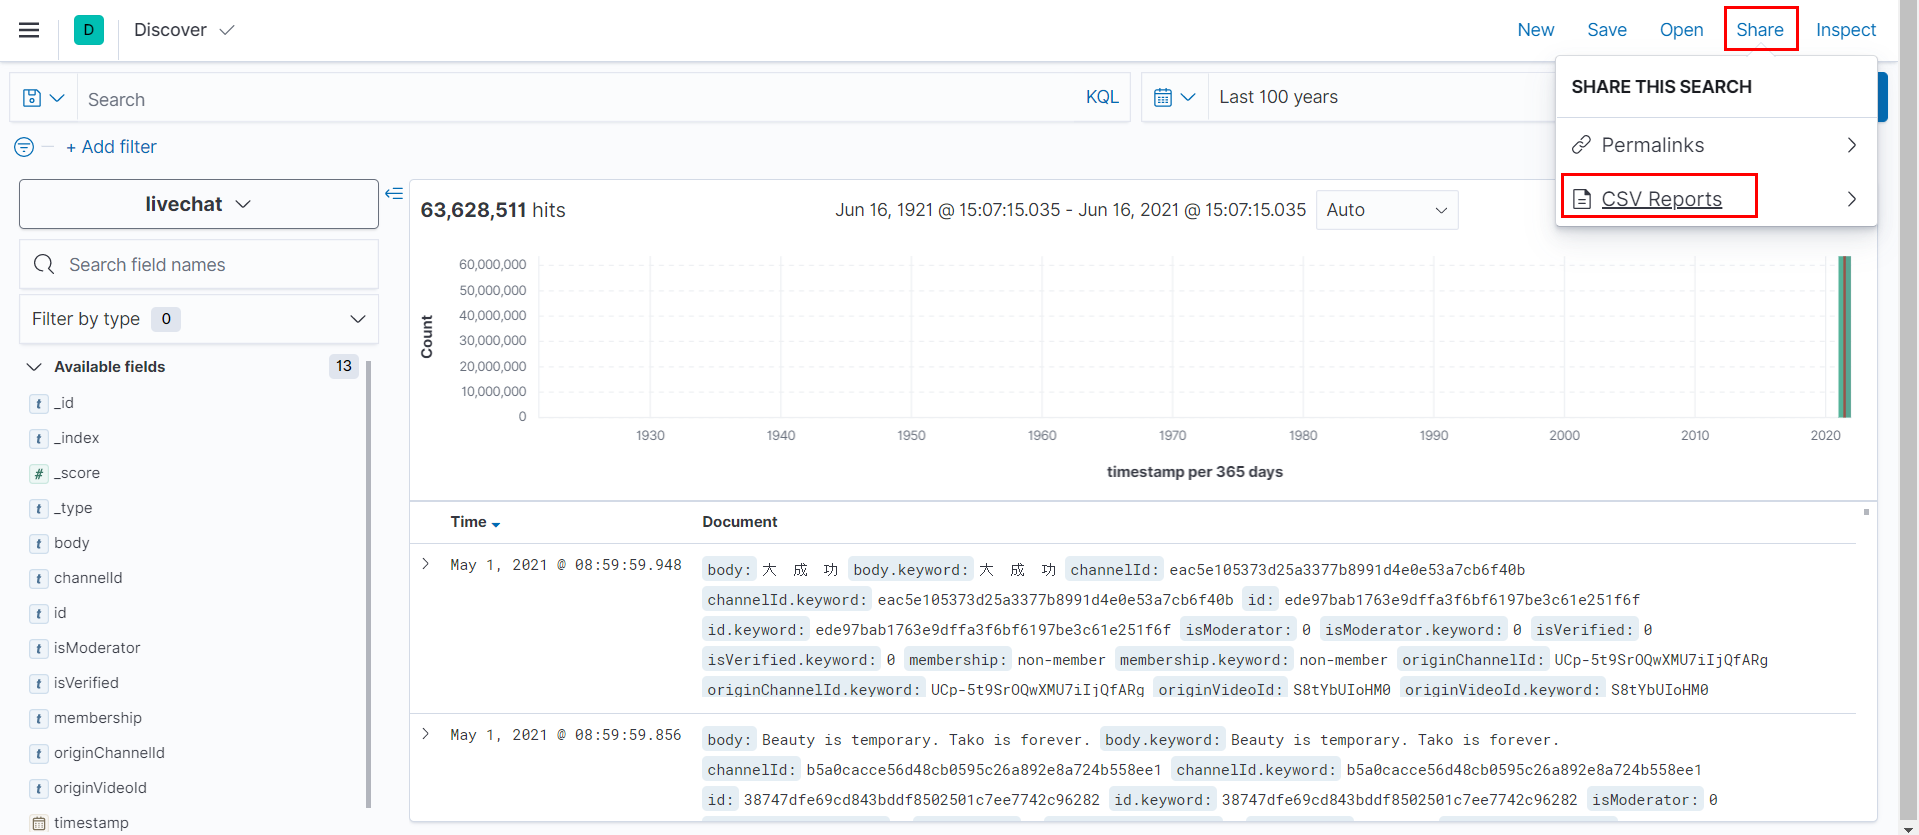 D Discover New Save Open Share Inspect
Search KQL Last 100 years
SHARE THIS SEARCH
Permalinks
CSV Reports
+ Add filter
livechat
Search field names
Filter by type 0
Available fields 13
t _id
t _index
# _score
t _type
t body
t channelId
t id
t isModerator
t isVerified
t membership
t originChannelId
t originVideoId
timestamp
63,628,511 hits Jun 16, 1921 @ 15:07:15.035 - Jun 16, 2021 @ 15:07:15.035 Auto
Count
60,000,000
50,000,000
40,000,000
30,000,000
20,000,000
10,000,000
0
1930 1940 1950 1960 1970 1980 1990 2000 2010 2020
timestamp per 365 days
Time Document
May 1, 2021 @ 08:59:59.948 body: 大 成 功 body.keyword: 大 成 功 channelId: eac5e105373d25a3377b8991d4e0e53a7cb6f40b
channelId.keyword: eac5e105373d25a3377b8991d4e0e53a7cb6f40b id: ede97bab1763e9dffa3f6bf6197be3c61e251f6f
id.keyword: ede97bab1763e9dffa3f6bf6197be3c61e251f6f isModerator: 0 isModerator.keyword: 0 isVerified: 0
isVerified.keyword: 0 membership: non-member membership.keyword: non-member originChannelId: UCp-5t9SrOQwXMU7iIjQfARg
originChannelId.keyword: UCp-5t9SrOQwXMU7iIjQfARg originVideoId: S8tYbUIoHM0 originVideoId.keyword: S8tYbUIoHM0
May 1, 2021 @ 08:59:59.856 body: Beauty is temporary. Tako is forever. body.keyword: Beauty is temporary. Tako is forever.
channelId: b5a0cacce56d48cb0595c26a892e8a724b558ee1 channelId.keyword: b5a0cacce56d48cb0595c26a892e8a724b558ee1
id: 38747dfe69cd843bddf8502501c7ee7742c96282 id.keyword: 38747dfe69cd843bddf8502501c7ee7742c96282 isModerator: 0